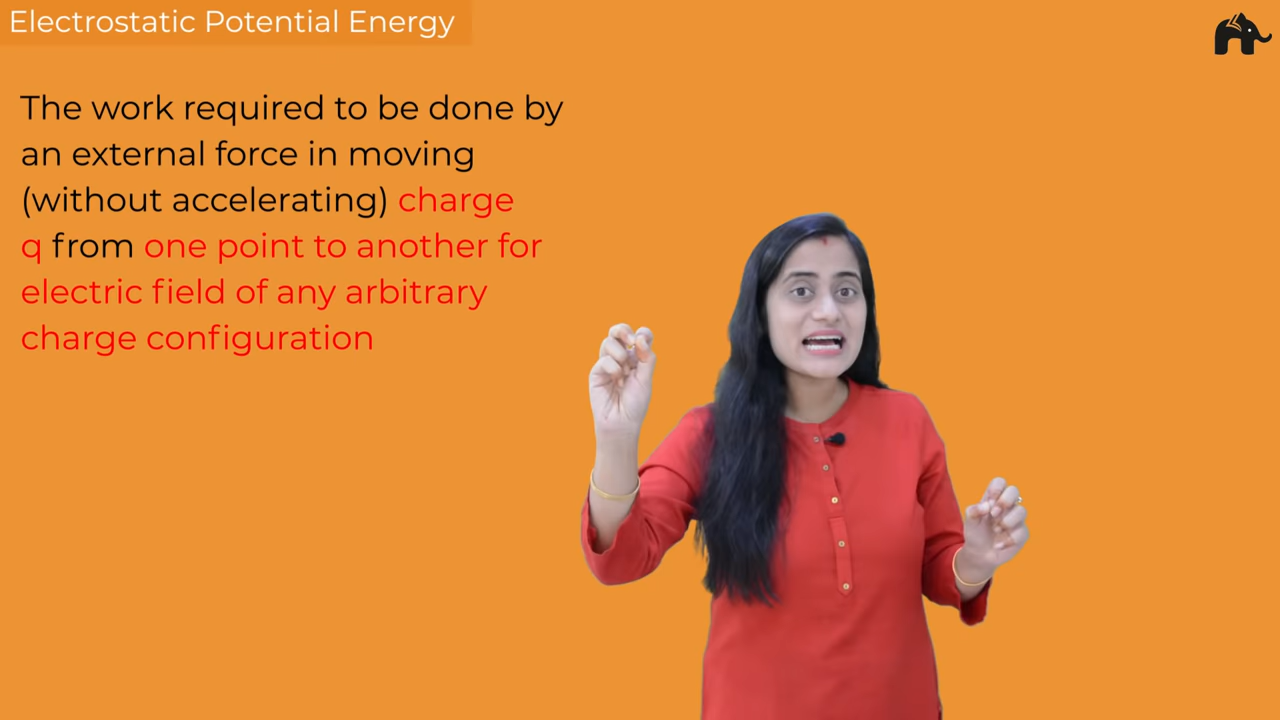 Electrostatic Potential Energy
The work required to be done by
an external force in moving
(without accelerating) charge
q from one point to another for
electric field of any arbitrary
charge configuration